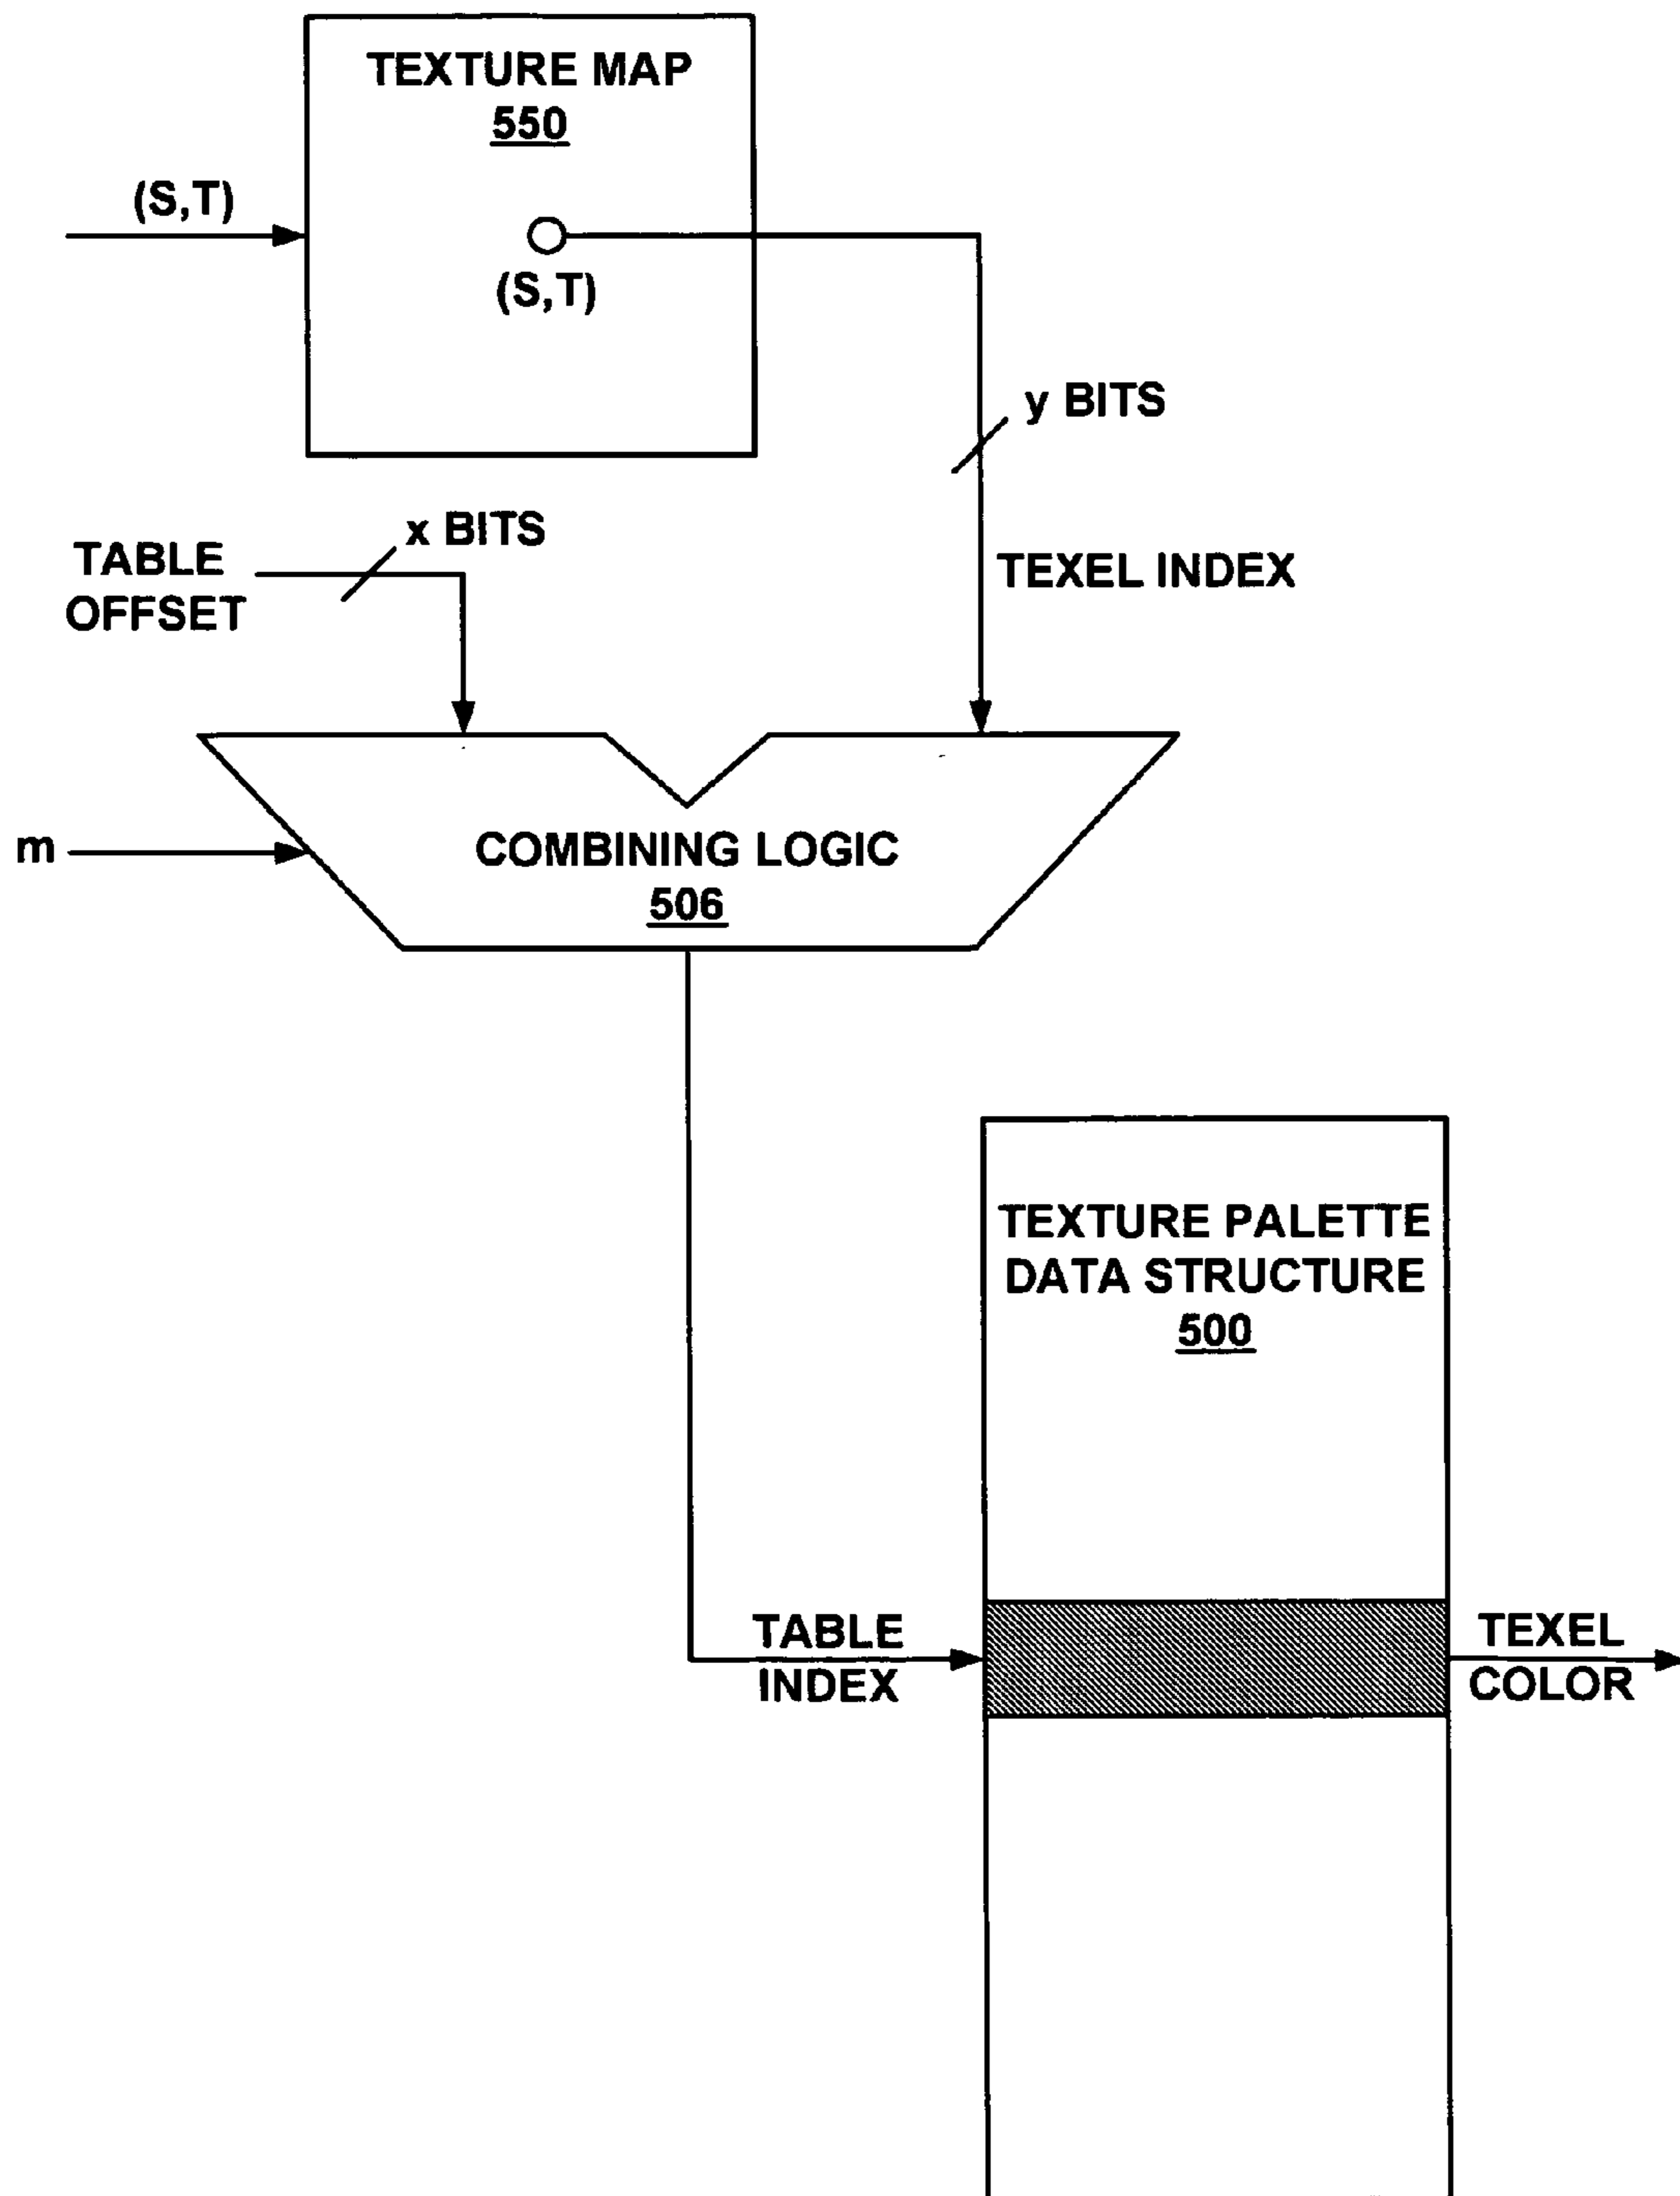 TEXTURE MAP
550
(S,T)
(S,T)
y BITS
x BITS
TABLE
OFFSET
TEXEL INDEX
m
COMBINING LOGIC
506
TEXTURE PALETTE
DATA STRUCTURE
500
TABLE
INDEX
TEXEL
COLOR